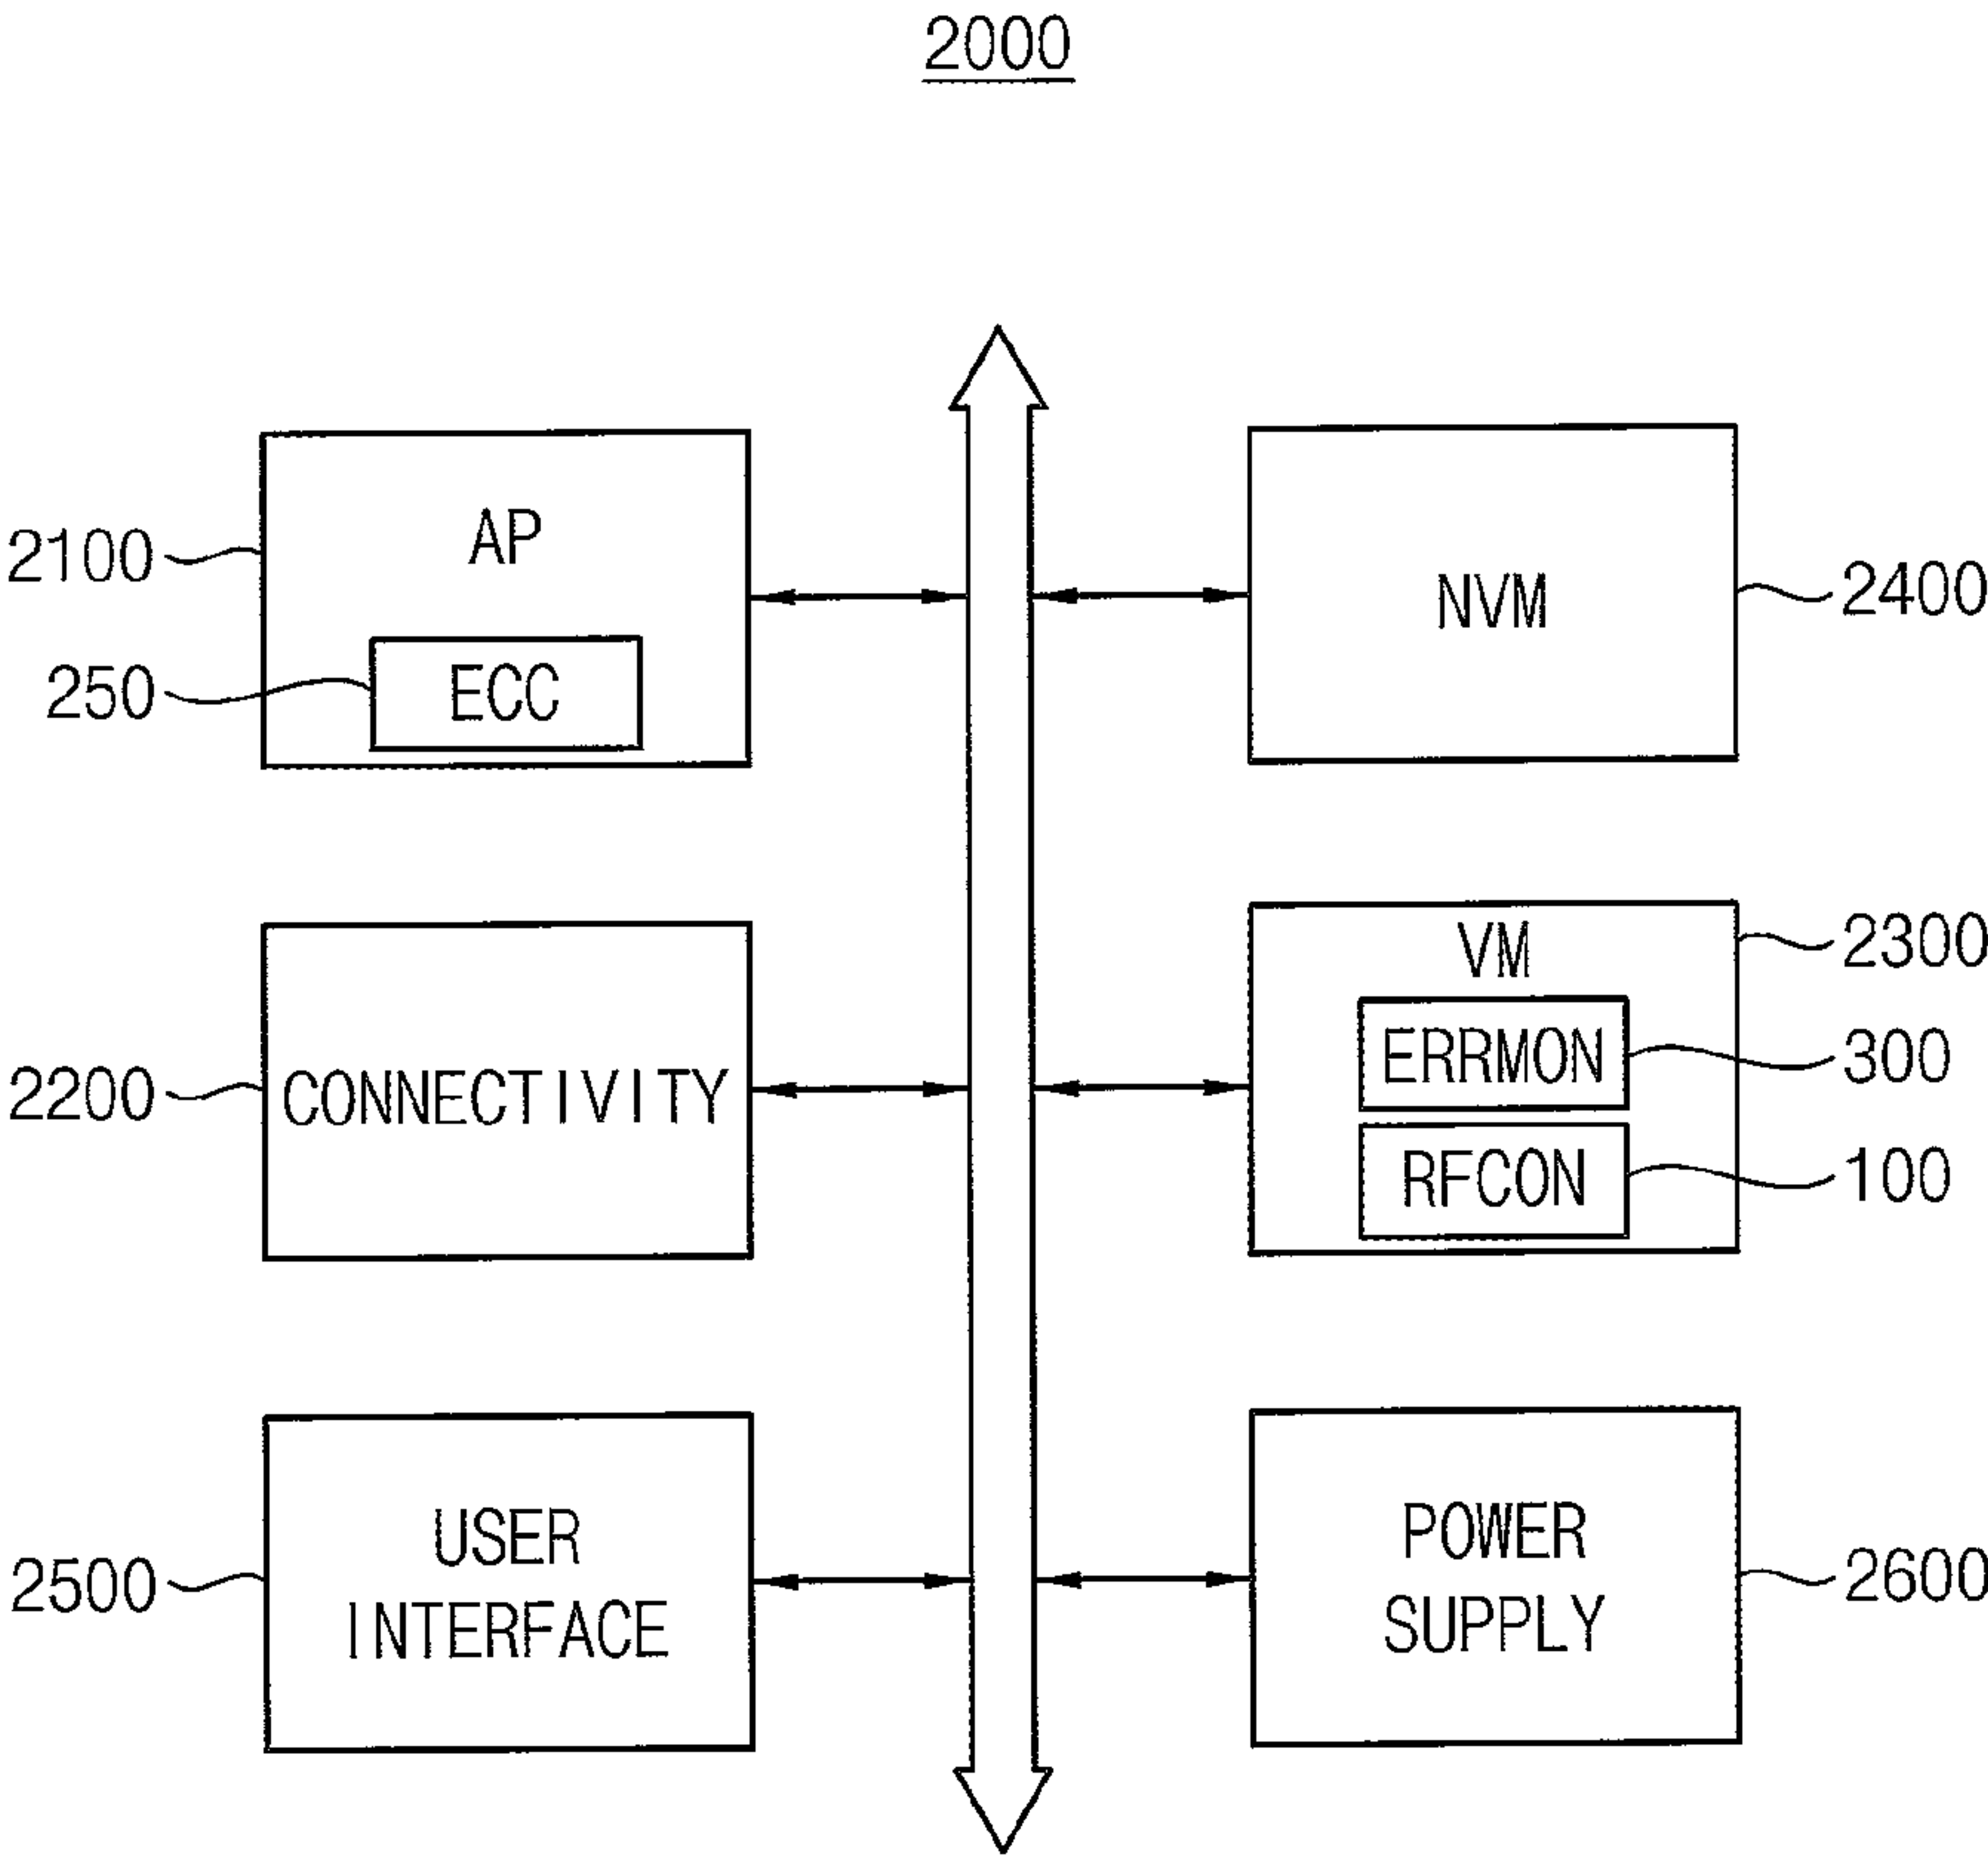 2000
2100
AP
250
ECC
NVM
2400
2200
CONNECTIVITY
VM
2300
ERRMON
300
RFCON
100
2500
USER
INTERFACE
POWER
SUPPLY
2600